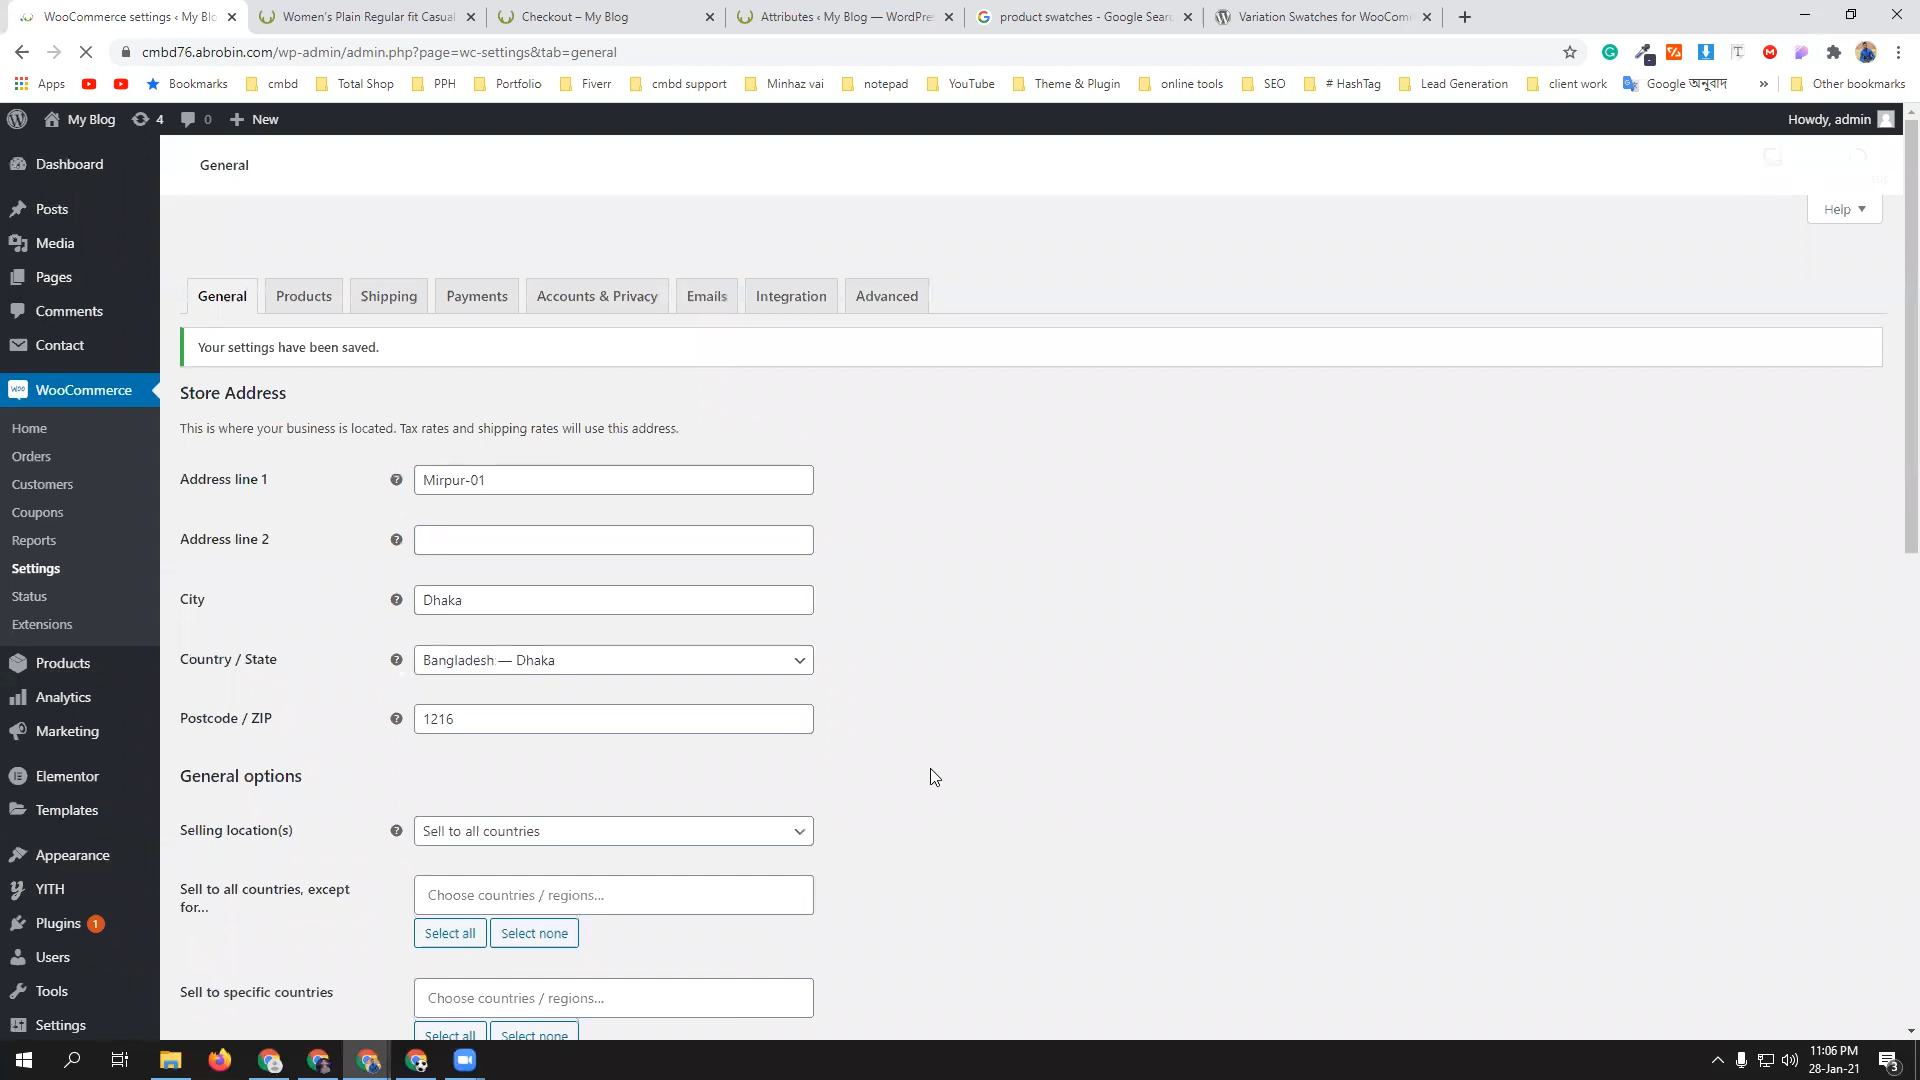 WooCommerce settings ‹ My Blo
Women's Plain Regular fit Casual
Checkout – My Blog
Attributes ‹ My Blog — WordPre
product swatches - Google Sear
Variation Swatches for WooCom
cmbd76.abrobin.com/wp-admin/admin.php?page=wc-settings&tab=general
Apps
Bookmarks
cmbd
Total Shop
PPH
Portfolio
Fiverr
cmbd support
Minhaz vai
notepad
YouTube
Theme & Plugin
online tools
SEO
# HashTag
Lead Generation
client work
Google অনুবাদ
»
Other bookmarks
My Blog
4
0
New
Howdy, admin
Dashboard
Posts
Media
Pages
Comments
Contact
WooCommerce
Home
Orders
Customers
Coupons
Reports
Settings
Status
Extensions
Products
Analytics
Marketing
Elementor
Templates
Appearance
YITH
Plugins 1
Users
Tools
Settings
General
Help
General
Products
Shipping
Payments
Accounts & Privacy
Emails
Integration
Advanced
Your settings have been saved.
Store Address
This is where your business is located. Tax rates and shipping rates will use this address.
Address line 1
Mirpur-01
Address line 2
City
Dhaka
Country / State
Bangladesh — Dhaka
Postcode / ZIP
1216
General options
Selling location(s)
Sell to all countries
Sell to all countries, except
for...
Choose countries / regions...
Select all
Select none
Sell to specific countries
Choose countries / regions...
Select all
Select none
11:06 PM
28-Jan-21
3